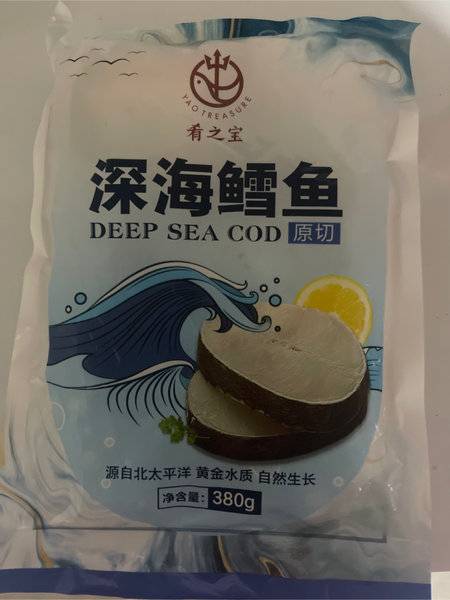 YAO TREASURE
肴之宝
深海鳕鱼
DEEP SEA COD 原切
源自北太平洋 黄金水质 自然生长
净含量: 380g